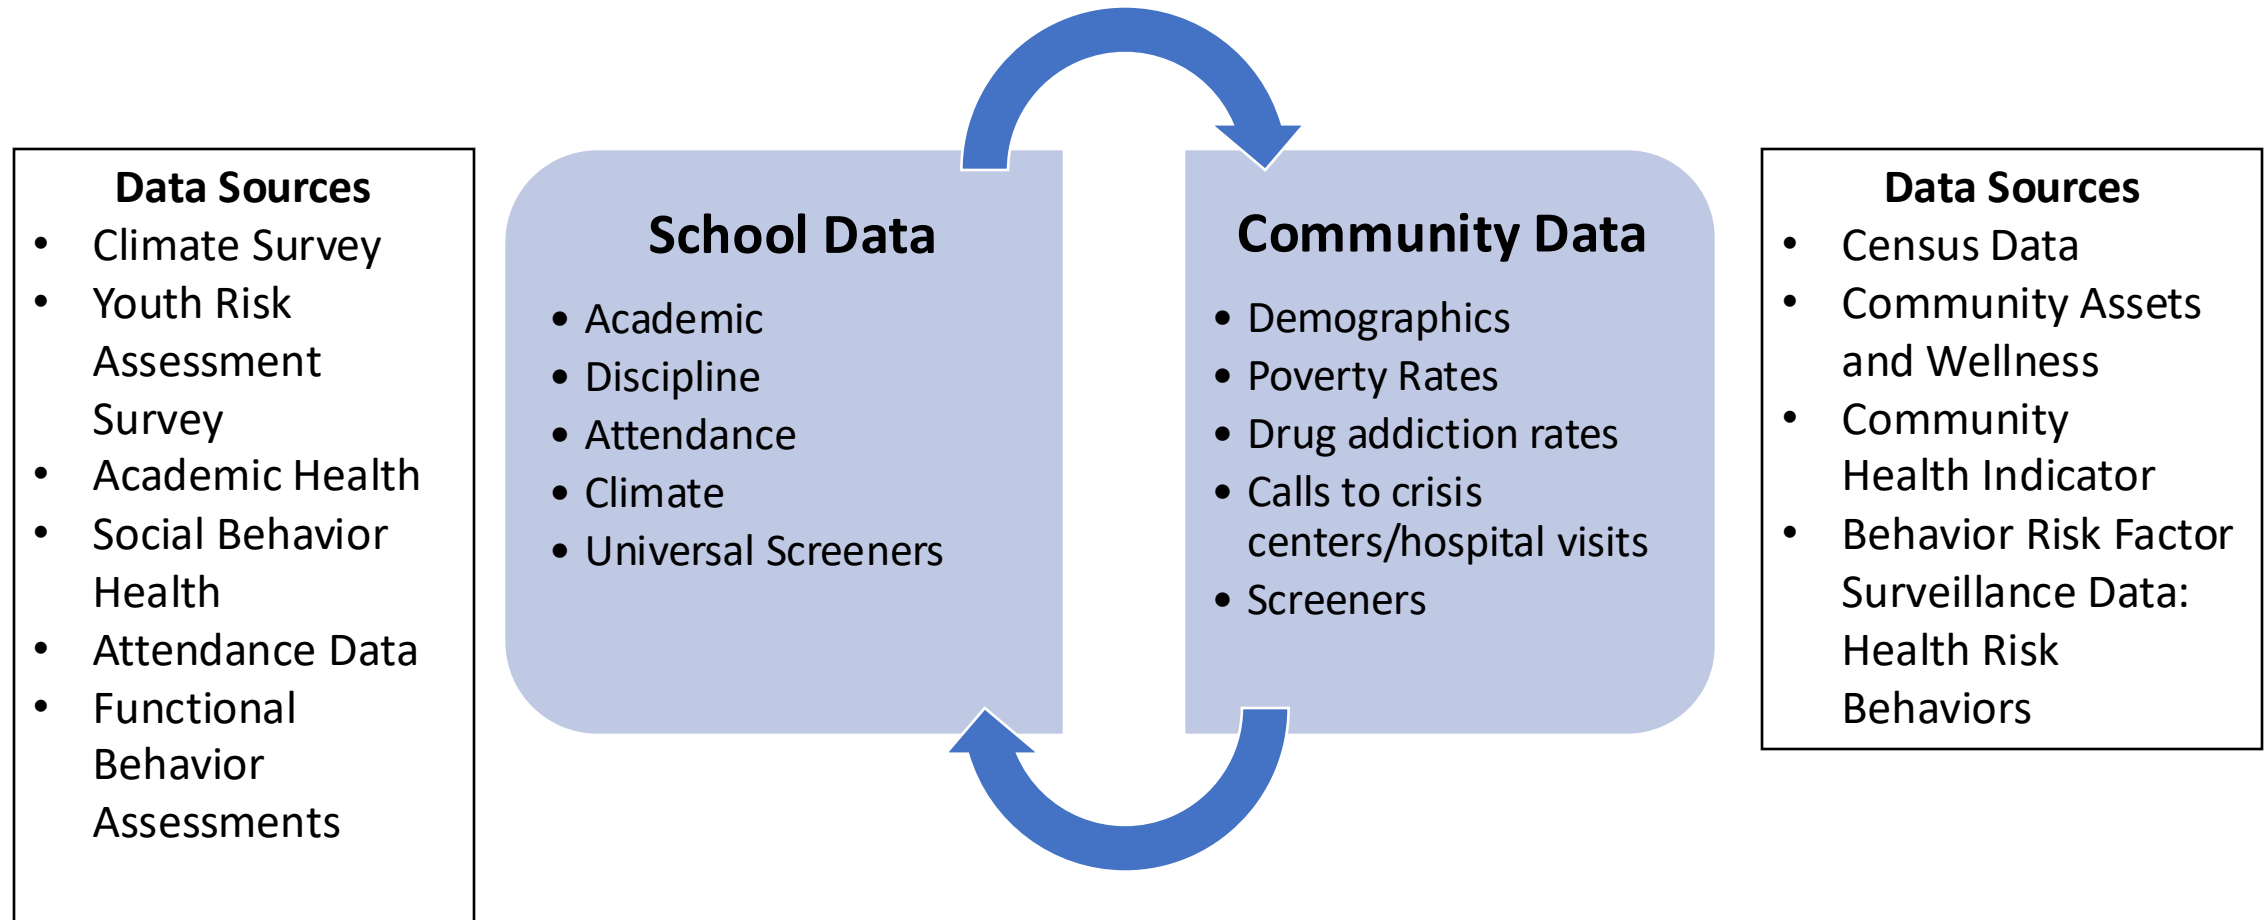 Data Sources
• Climate Survey
• Youth Risk
Assessment
Survey
• Academic Health
• Social Behavior
Health
• Attendance Data
• Functional
Behavior
Assessments
School Data
• Academic
• Discipline
• Attendance
• Climate
• Universal Screeners
Community Data
• Demographics
• Poverty Rates
• Drug addiction rates
• Calls to crisis
centers/hospital visits
• Screeners
Data Sources
• Census Data
• Community Assets
and Wellness
• Community
Health Indicator
• Behavior Risk Factor
Surveillance Data:
Health Risk
Behaviors